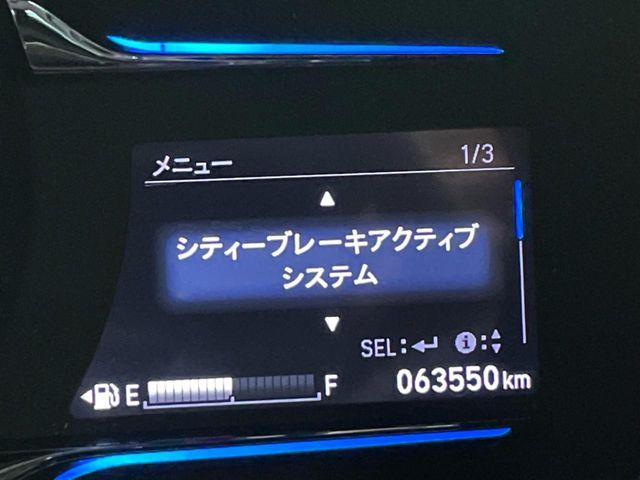 メニュー 1/3
▲
シティーブレーキアクティブ
システム
▼
SEL:↵ i:▲▼
E F 063550km